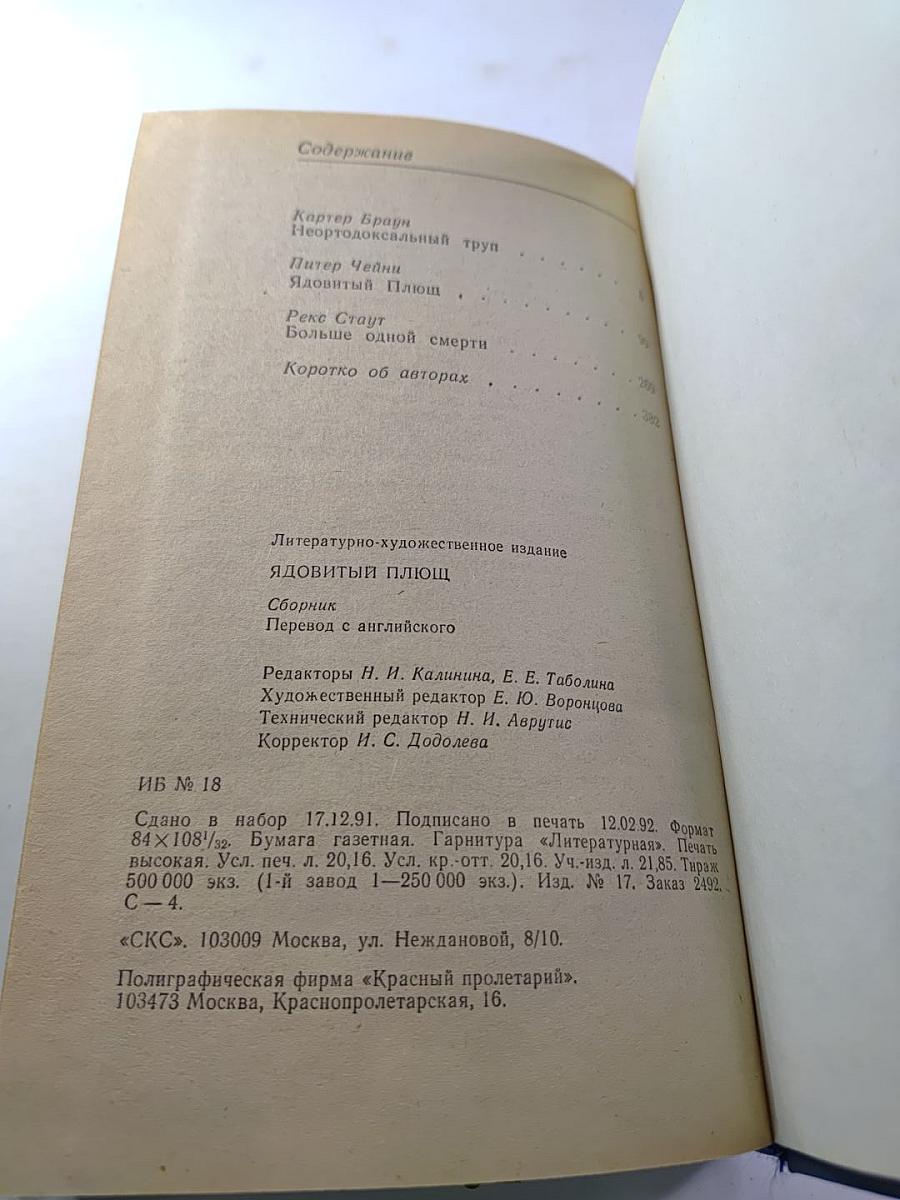 Содержание
Картер Браун
Неортодоксальный труп . . . . .
Питер Чейни
Ядовитый Плющ . . . . . . . .
Рекс Стаут
Больше одной смерти . . . . . 269
Коротко об авторах . . . . . . . 382
Литературно-художественное издание
ЯДОВИТЫЙ ПЛЮЩ
Сборник
Перевод с английского
Редакторы Н. И. Калинина, Е. Е. Таболина
Художественный редактор Е. Ю. Воронцова
Технический редактор Н. И. Аврутис
Корректор И. С. Додолева
ИБ № 18
Сдано в набор 17.12.91. Подписано в печать 12.02.92. Формат
84×108¹/₃₂. Бумага газетная. Гарнитура «Литературная». Печать
высокая. Усл. печ. л. 20,16. Усл. кр.-отт. 20,16. Уч.-изд. л. 21,85. Тираж
500 000 экз. (1-й завод 1—250 000 экз.). Изд. № 17. Заказ 2492.
С — 4.
«СКС». 103009 Москва, ул. Неждановой, 8/10.
Полиграфическая фирма «Красный пролетарий».
103473 Москва, Краснопролетарская, 16.